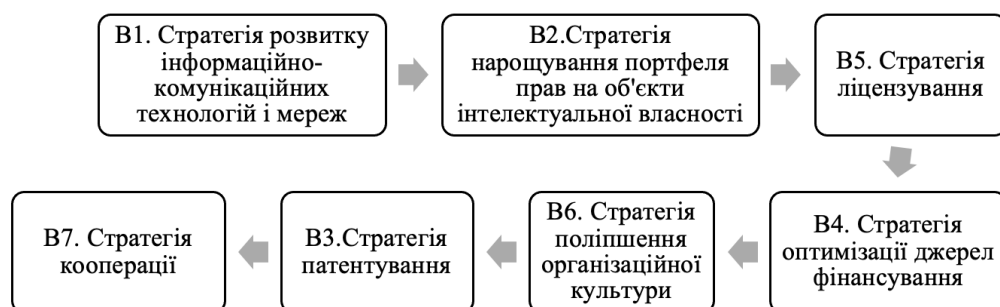 В1. Стратегія розвитку
інформаційно-
комунікаційних
технологій і мереж
В2.Стратегія
нарощування портфеля
прав на об'єкти
інтелектуальної власності
В5. Стратегія
ліцензування
В4. Стратегія
оптимізації джерел
фінансування
В6. Стратегія
поліпшення
організаційної
культури
В3.Стратегія
патентування
В7. Стратегія
кооперації